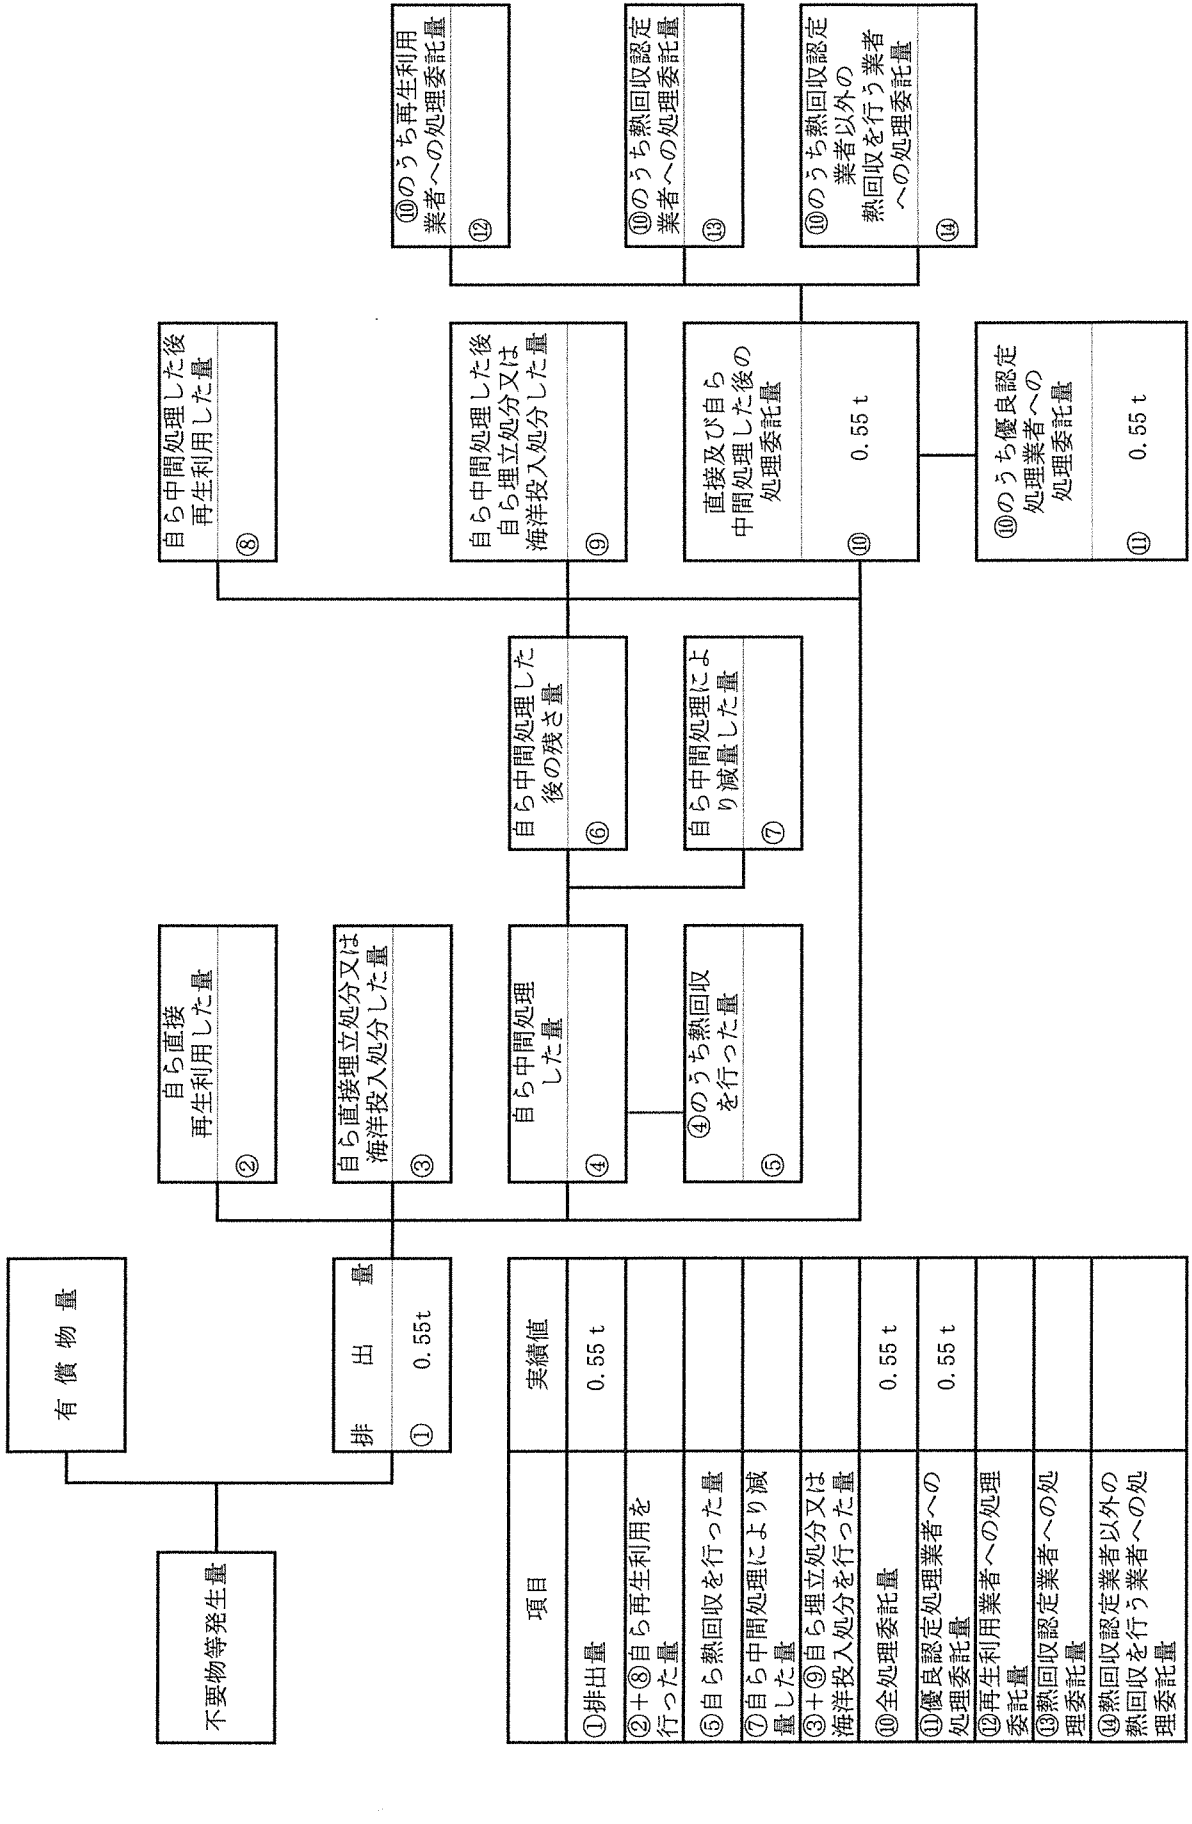 不要物等発生量
有償物量
排出量
① 0.55t
自ら直接
再生利用した量
②
自ら直接埋立処分又は
海洋投入処分した量
③
自ら中間処理
した量
④
④のうち熱回収
を行った量
⑤
自ら中間処理した
後の残さ量
⑥
自ら中間処理によ
り減量した量
⑦
自ら中間処理した後
再生利用した量
⑧
自ら中間処理した後
自ら埋立処分又は
海洋投入処分した量
⑨
直接及び自ら
中間処理した後の
処理委託量
⑩ 0.55 t
⑩のうち優良認定
処理業者への
処理委託量
⑪ 0.55 t
⑩のうち再生利用
業者への処理委託量
⑫
⑩のうち熱回収認定
業者への処理委託量
⑬
⑩のうち熱回収認定
業者以外の
熱回収を行う業者
への処理委託量
⑭
項目 実績値
①排出量 0.55 t
②＋⑧自ら再生利用を
行った量
⑤自ら熱回収を行った量
⑦自ら中間処理により減
量した量
③＋⑨自ら埋立処分又は
海洋投入処分を行った量
⑩全処理委託量 0.55 t
⑪優良認定処理業者への
処理委託量 0.55 t
⑫再生利用業者への処理
委託量
⑬熱回収認定業者への処
理委託量
⑭熱回収認定業者以外の
熱回収を行う業者への処
理委託量